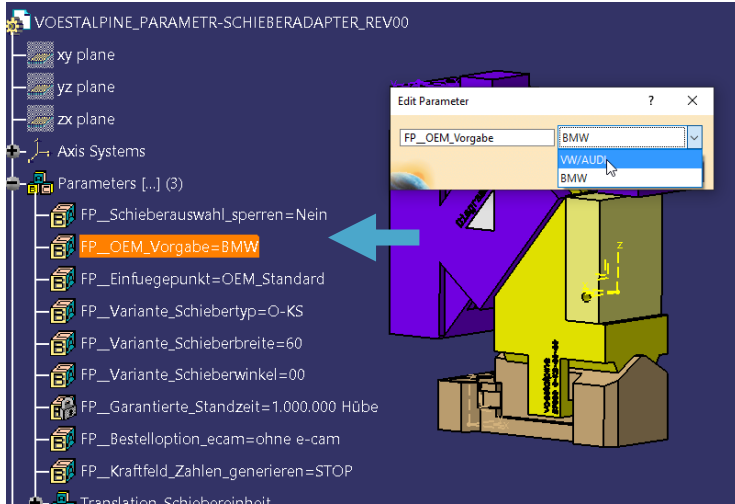 VOESTALPINE_PARAMETR-SCHIEBERADAPTER_REV00
xy plane
yz plane
zx plane
Axis Systems
Parameters [...] (3)
FP__Schieberauswahl_sperren=Nein
FP__OEM_Vorgabe=BMW
FP__Einfuegepunkt=OEM_Standard
FP__Variante_Schiebertyp=O-KS
FP__Variante_Schieberbreite=60
FP__Variante_Schieberwinkel=00
FP__Garantierte_Standzeit=1.000.000 Hübe
FP__Bestelloption_ecam=ohne e-cam
FP__Kraftfeld_Zahlen_generieren=STOP
Translation_Schiebereinheit
Edit Parameter
FP__OEM_Vorgabe
BMW
VW/AUDI
BMW
z
voestalpine